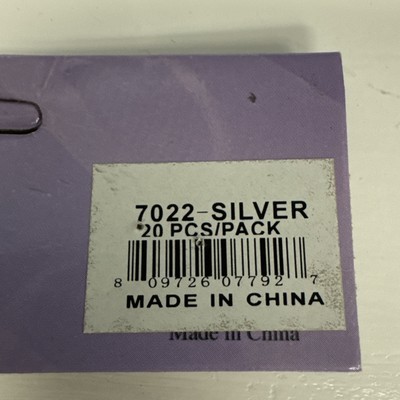 7022-SILVER
20 PCS/PACK
8 09726 07792 7
MADE IN CHINA
Made in China